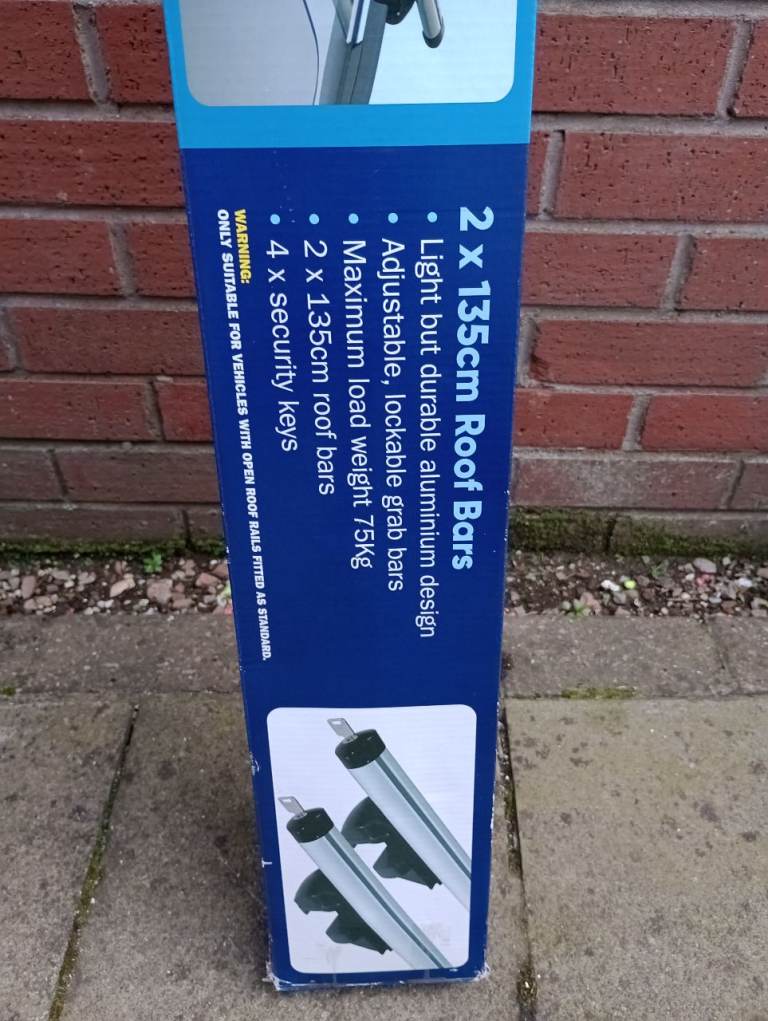 2 x 135cm Roof Bars
• Light but durable aluminium design
• Adjustable, lockable grab bars
• Maximum load weight 75Kg
• 2 x 135cm roof bars
• 4 x security keys
WARNING:
ONLY SUITABLE FOR VEHICLES WITH OPEN ROOF RAILS FITTED AS STANDARD.